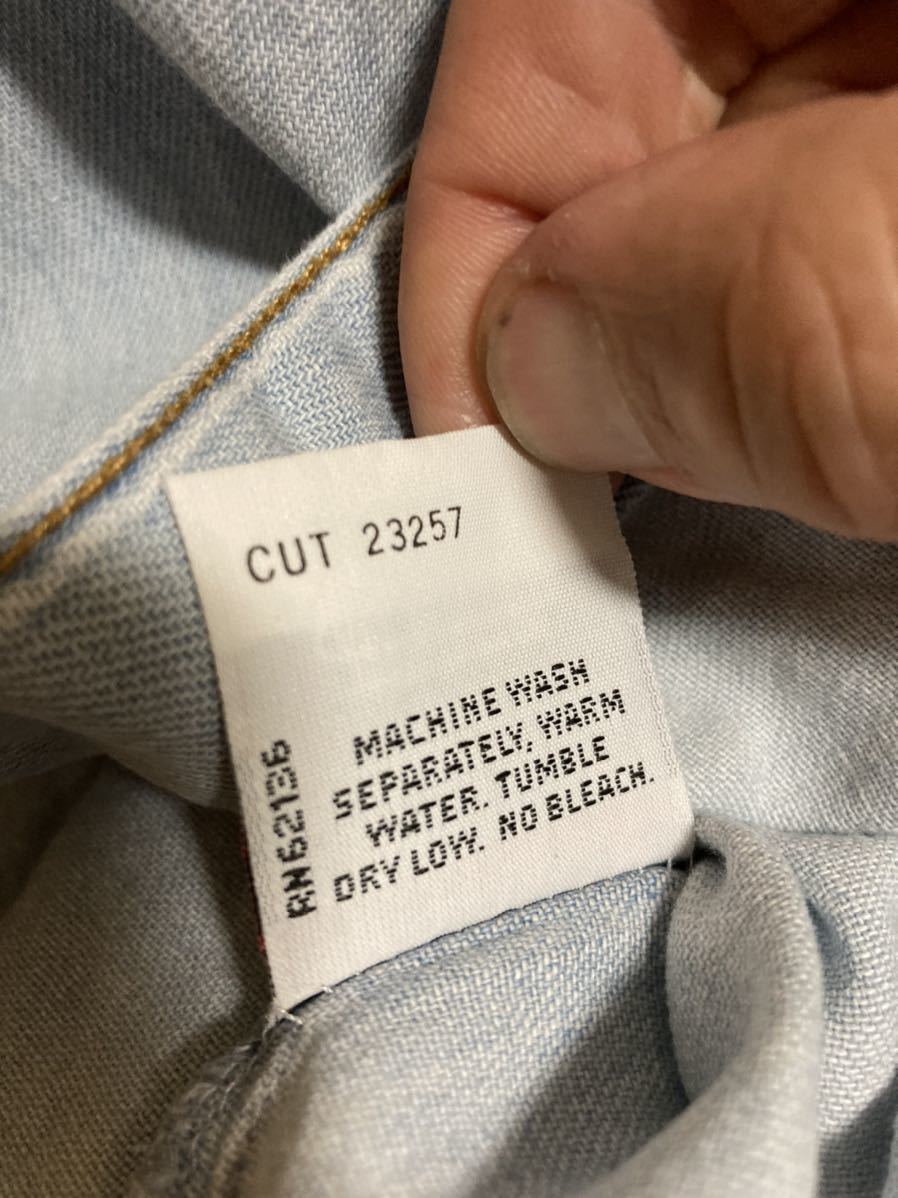 CUT 23257
MACHINE WASH
SEPARATELY, WARM
WATER. TUMBLE
DRY LOW. NO BLEACH.
RN62136